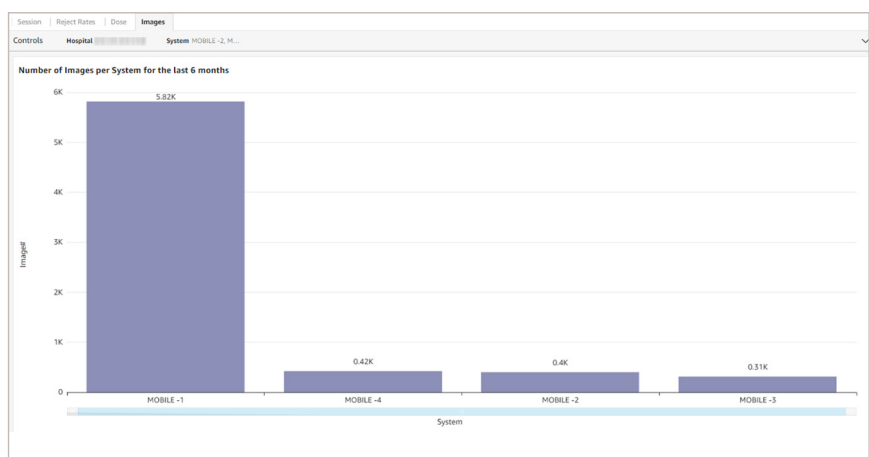 Session | Reject Rates | Dose | Images
Controls Hospital System MOBILE -2, M...
Number of Images per System for the last 6 months
6K
5.82K
5K
4K
3K
Image#
2K
1K
0.42K 0.4K 0.31K
0
MOBILE -1 MOBILE -4 MOBILE -2 MOBILE -3
System